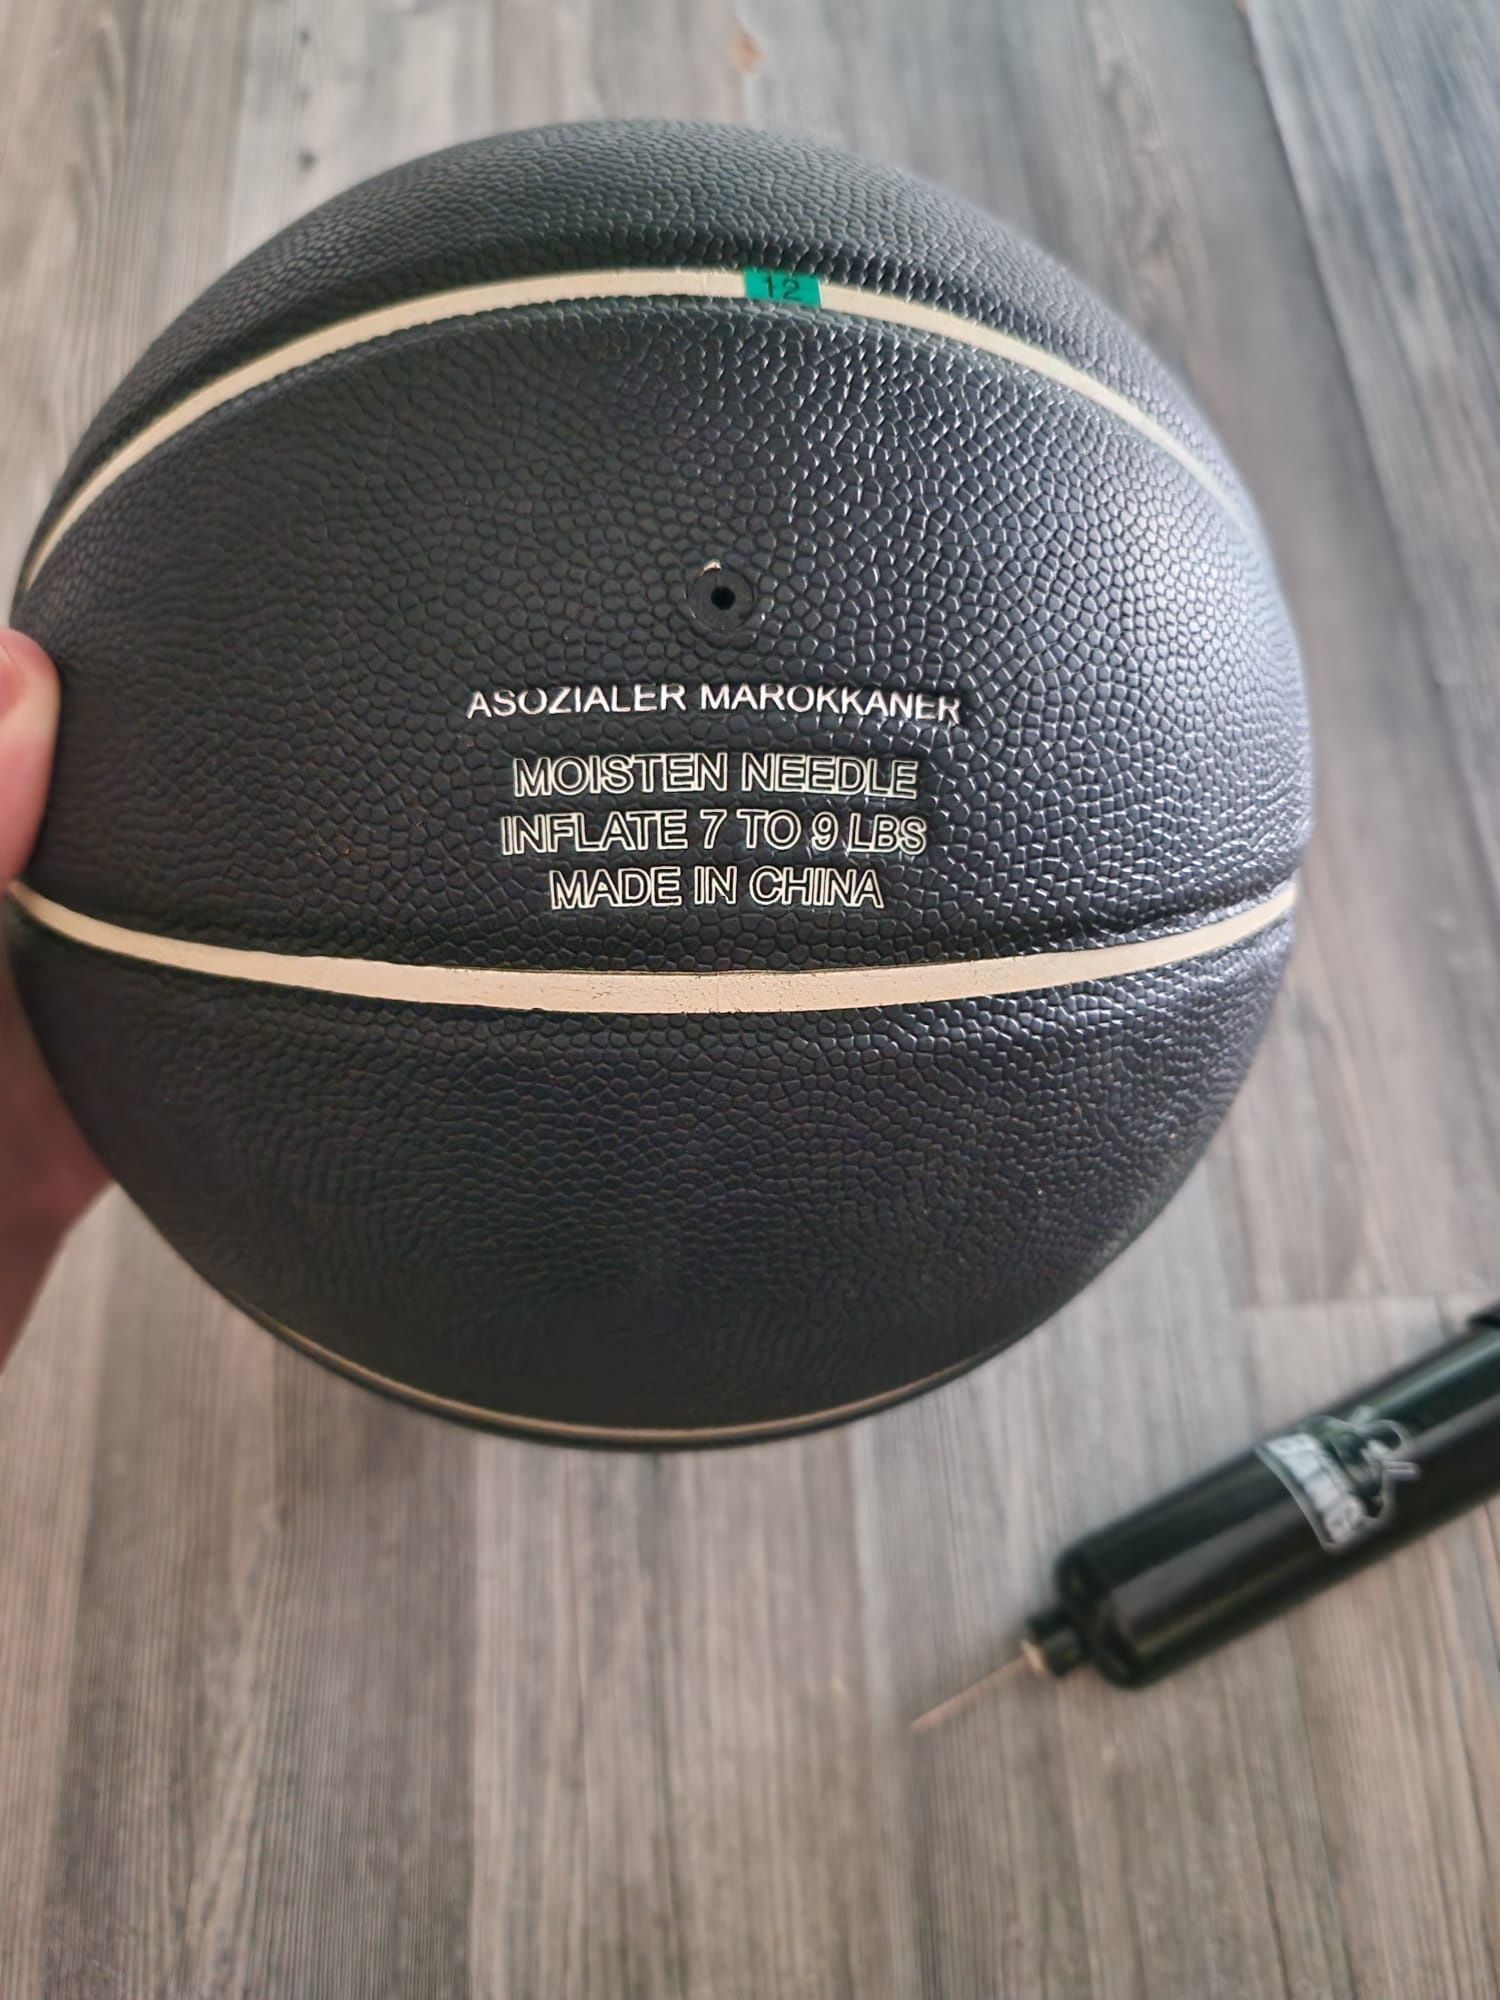 12
ASOZIALER MAROKKANER
MOISTEN NEEDLE
INFLATE 7 TO 9 LBS
MADE IN CHINA